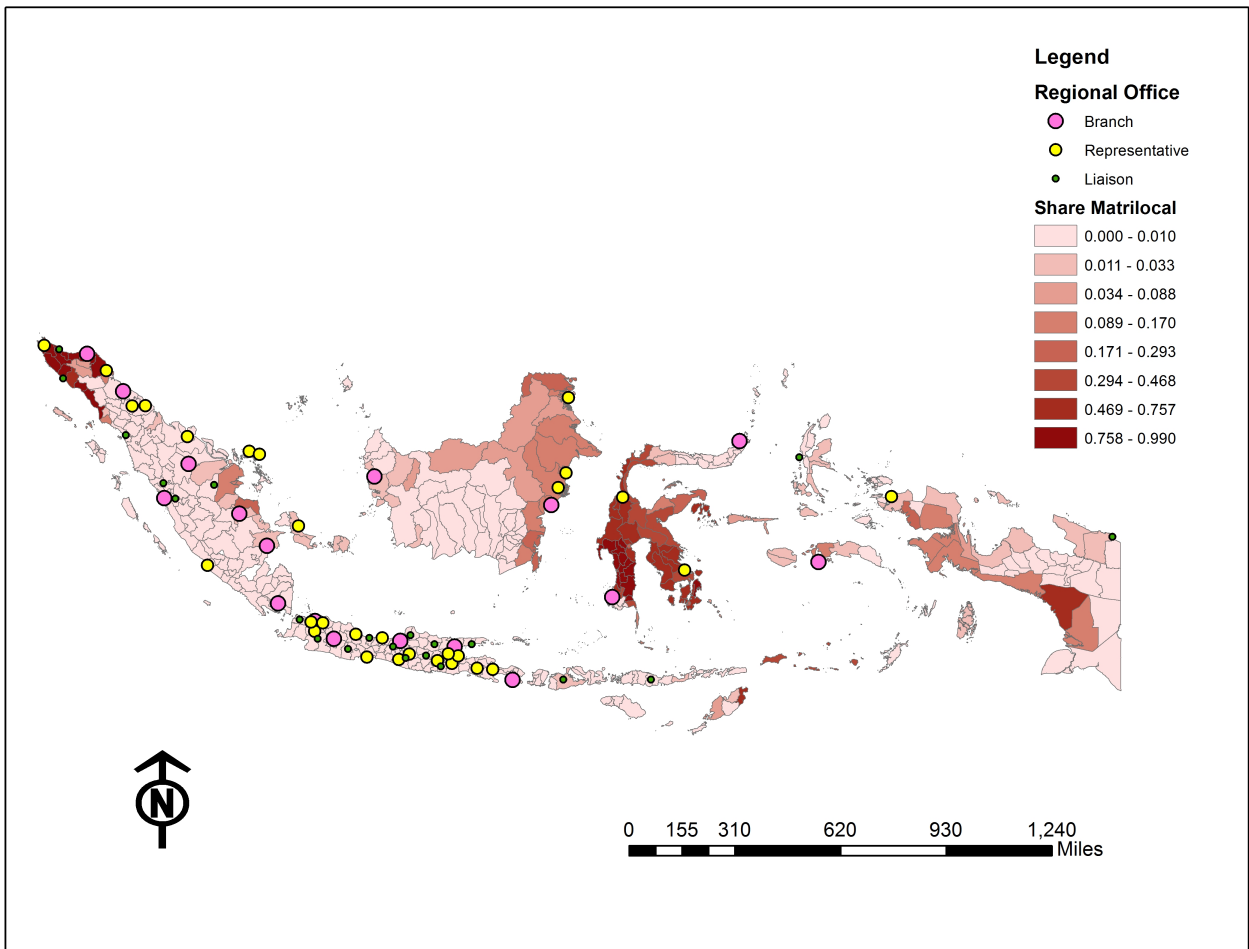 Legend
Regional Office
Branch
Representative
Liaison
Share Matrilocal
0.000 - 0.010
0.011 - 0.033
0.034 - 0.088
0.089 - 0.170
0.171 - 0.293
0.294 - 0.468
0.469 - 0.757
0.758 - 0.990
N
0 155 310 620 930 1,240
Miles